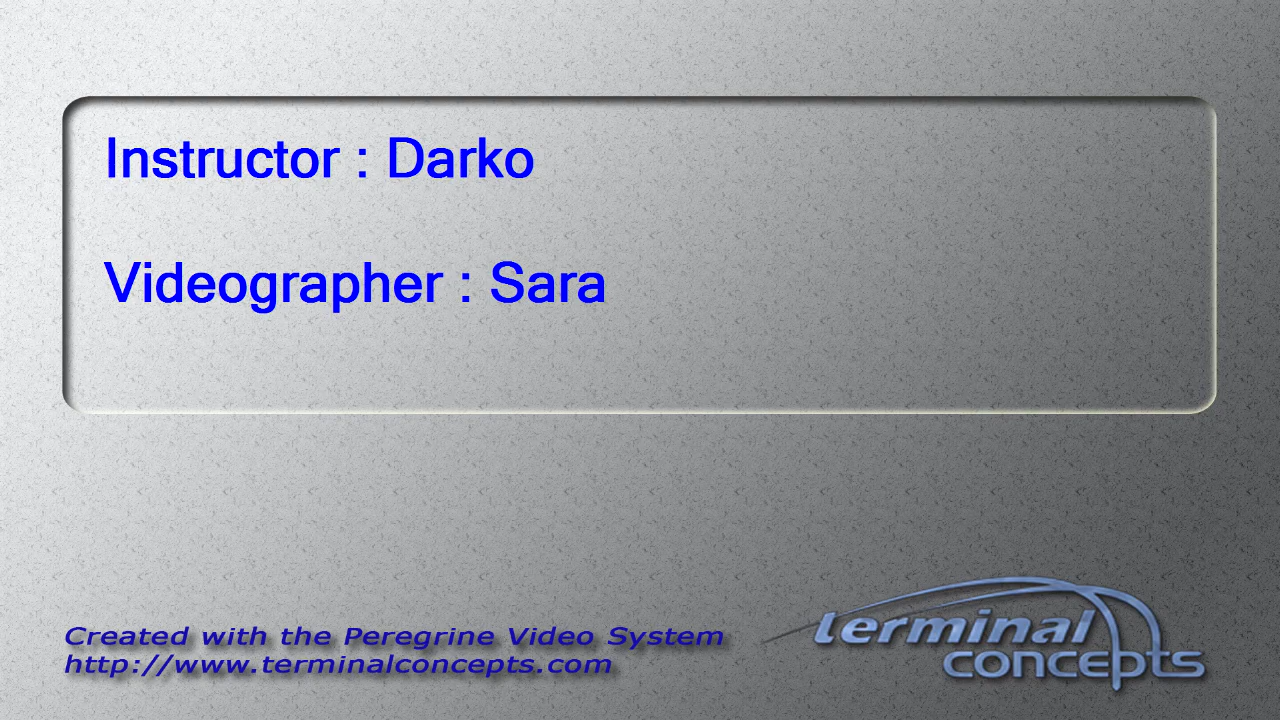 Instructor : Darko
Videographer : Sara
Created with the Peregrine Video System
http://www.terminalconcepts.com
terminal
concepts